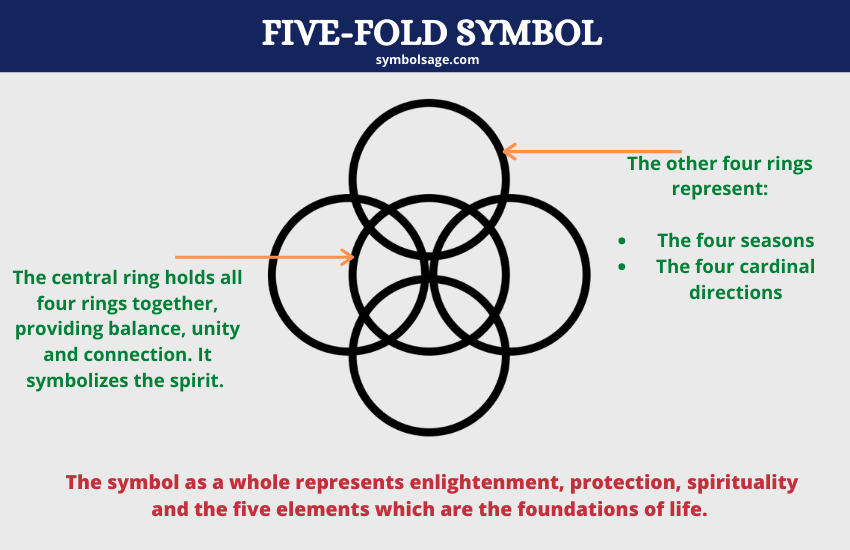 FIVE-FOLD SYMBOL
symbolsage.com
The other four rings
represent:
• The four seasons
• The four cardinal
directions
The central ring holds all
four rings together,
providing balance, unity
and connection. It
symbolizes the spirit.
The symbol as a whole represents enlightenment, protection, spirituality
and the five elements which are the foundations of life.